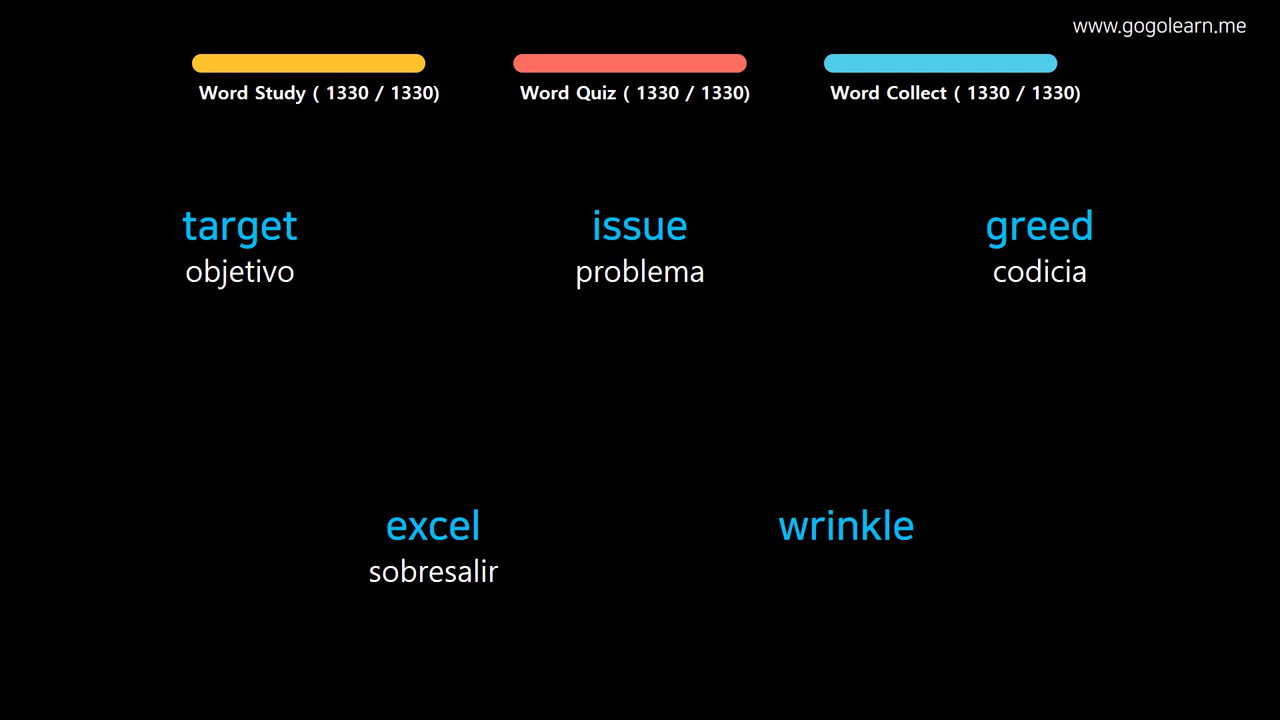 www.gogolearn.me
Word Study ( 1330 / 1330)
Word Quiz ( 1330 / 1330)
Word Collect ( 1330 / 1330)
target
objetivo
issue
problema
greed
codicia
excel
sobresalir
wrinkle